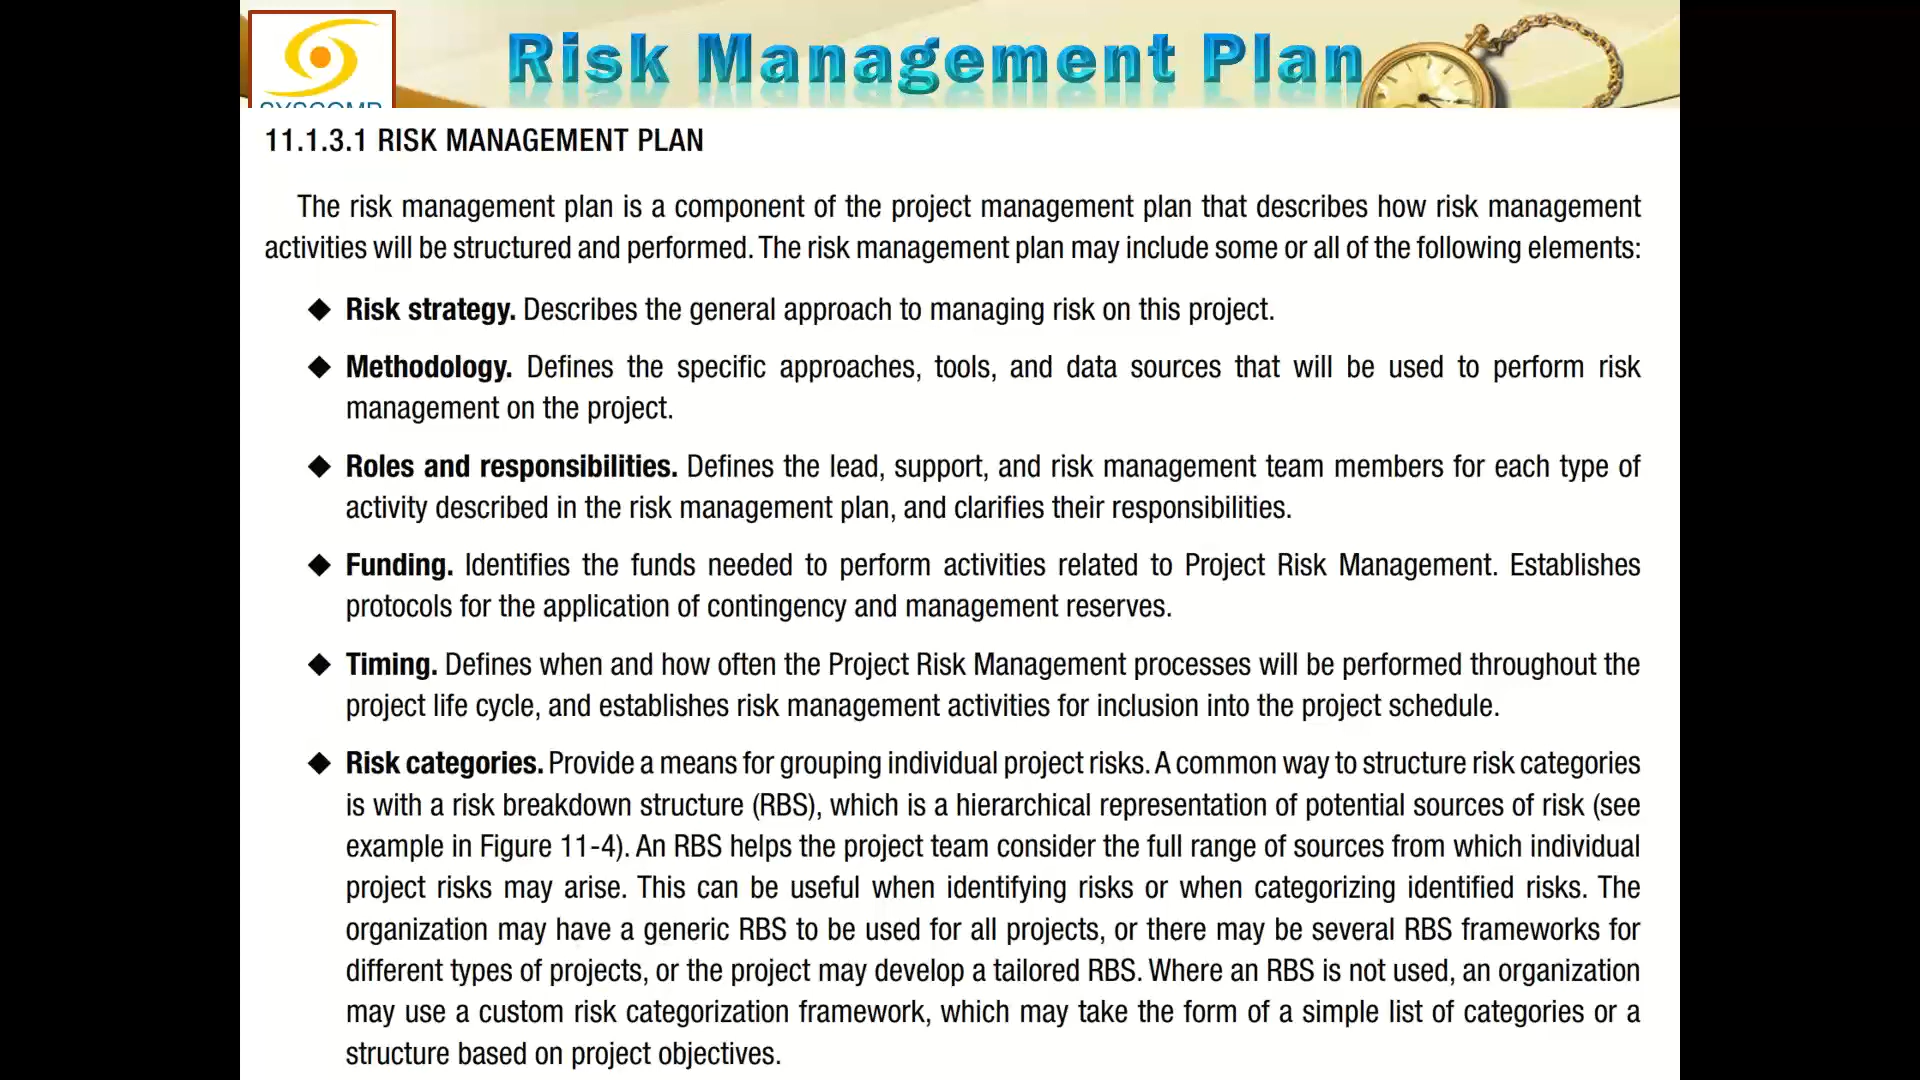 Risk Management Plan
SYSCOMP
11.1.3.1 RISK MANAGEMENT PLAN
The risk management plan is a component of the project management plan that describes how risk management
activities will be structured and performed. The risk management plan may include some or all of the following elements:
◆ Risk strategy. Describes the general approach to managing risk on this project.
◆ Methodology. Defines the specific approaches, tools, and data sources that will be used to perform risk
management on the project.
◆ Roles and responsibilities. Defines the lead, support, and risk management team members for each type of
activity described in the risk management plan, and clarifies their responsibilities.
◆ Funding. Identifies the funds needed to perform activities related to Project Risk Management. Establishes
protocols for the application of contingency and management reserves.
◆ Timing. Defines when and how often the Project Risk Management processes will be performed throughout the
project life cycle, and establishes risk management activities for inclusion into the project schedule.
◆ Risk categories. Provide a means for grouping individual project risks. A common way to structure risk categories
is with a risk breakdown structure (RBS), which is a hierarchical representation of potential sources of risk (see
example in Figure 11-4). An RBS helps the project team consider the full range of sources from which individual
project risks may arise. This can be useful when identifying risks or when categorizing identified risks. The
organization may have a generic RBS to be used for all projects, or there may be several RBS frameworks for
different types of projects, or the project may develop a tailored RBS. Where an RBS is not used, an organization
may use a custom risk categorization framework, which may take the form of a simple list of categories or a
structure based on project objectives.